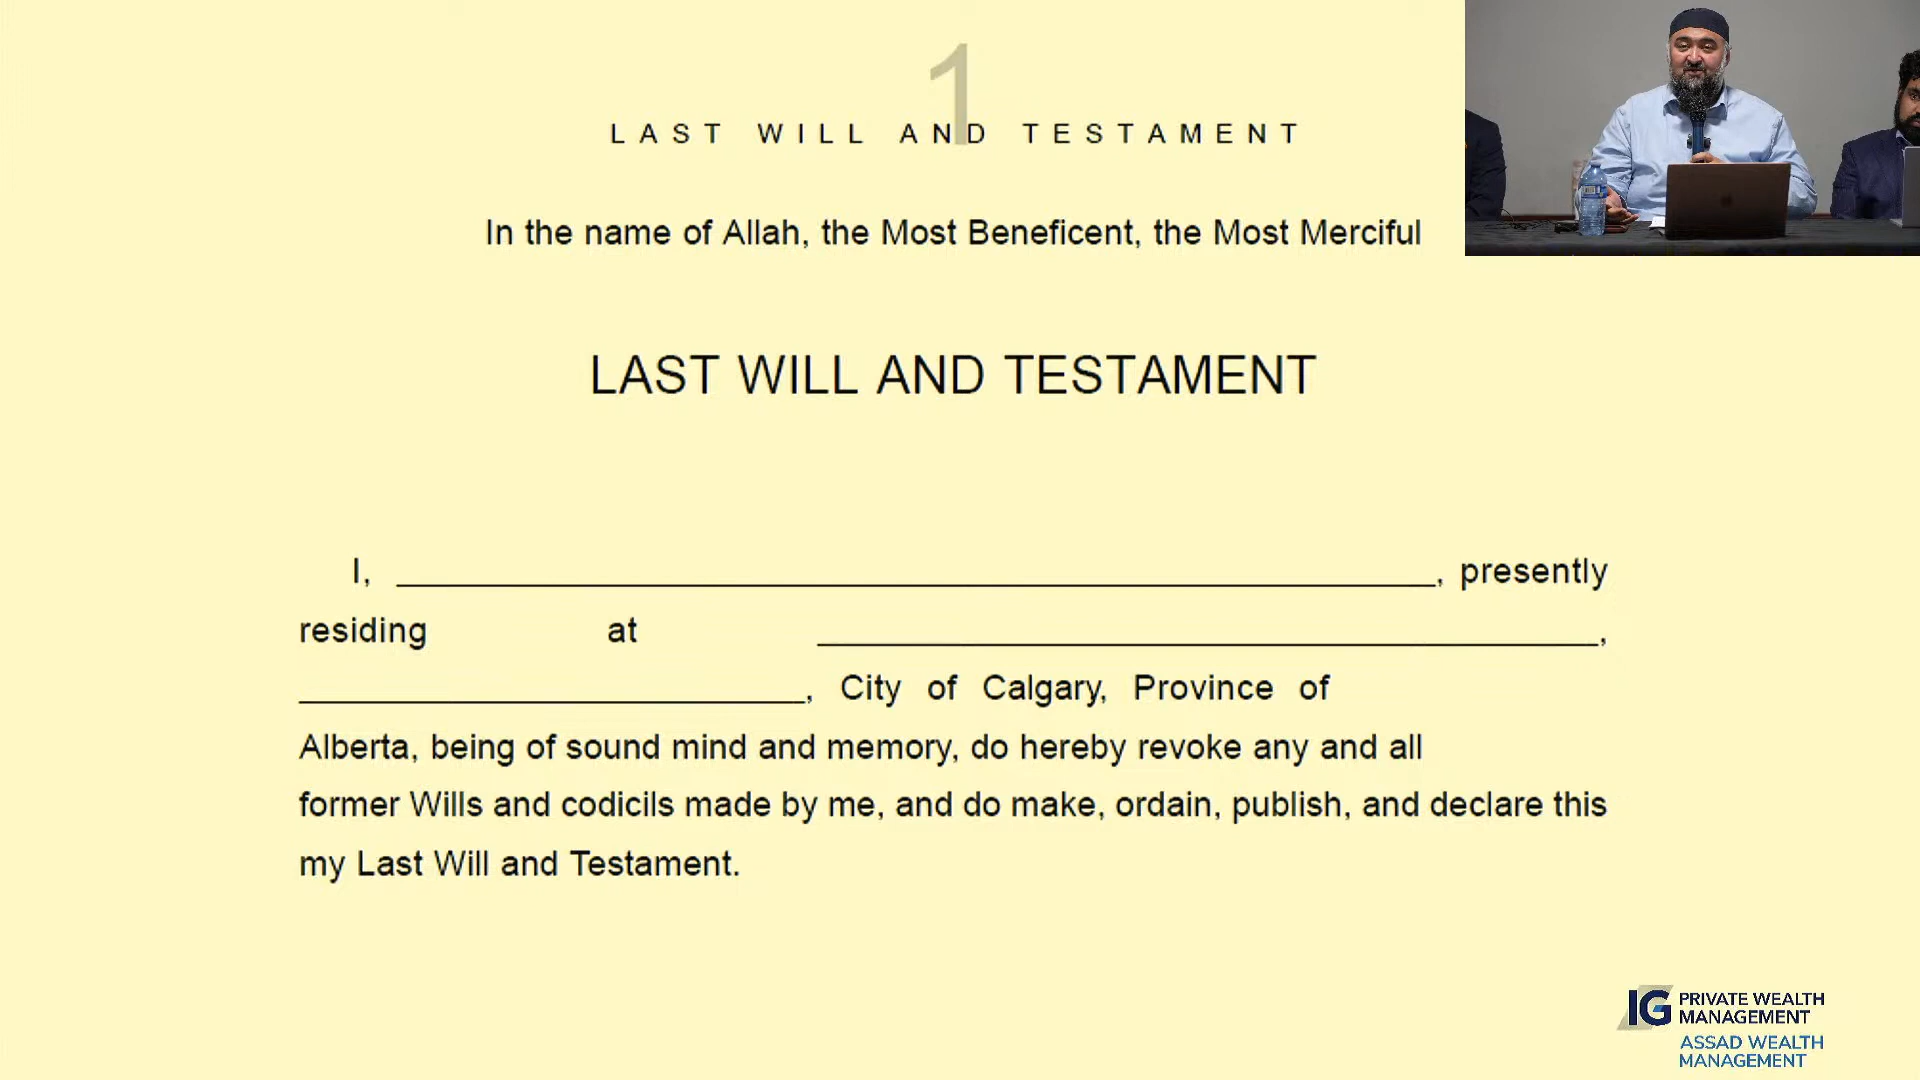 1
LAST WILL AND TESTAMENT
In the name of Allah, the Most Beneficent, the Most Merciful
LAST WILL AND TESTAMENT
I, ____________________, presently
residing at ____________________,
____________________, City of Calgary, Province of
Alberta, being of sound mind and memory, do hereby revoke any and all
former Wills and codicils made by me, and do make, ordain, publish, and declare this
my Last Will and Testament.
IG PRIVATE WEALTH
MANAGEMENT
ASSAD WEALTH
MANAGEMENT